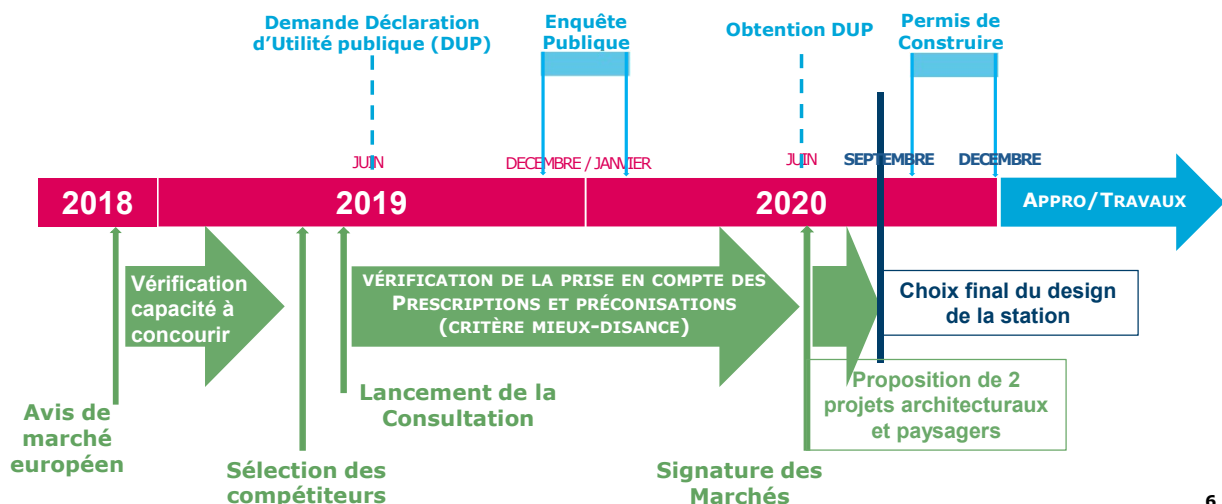 Demande Déclaration
d'Utilité publique (DUP)
Enquête
Publique
Obtention DUP
Permis de
Construire
JUIN
DECEMBRE / JANVIER
JUIN
SEPTEMBRE
DECEMBRE
2018
2019
2020
APPRO/TRAVAUX
Vérification
capacité à
concourir
VÉRIFICATION DE LA PRISE EN COMPTE DES
PRESCRIPTIONS ET PRÉCONISATIONS
(CRITÈRE MIEUX-DISANCE)
Choix final du design
de la station
Proposition de 2
projets architecturaux
et paysagers
Avis de
marché
européen
Lancement de la
Consultation
Sélection des
compétiteurs
Signature des
Marchés
6